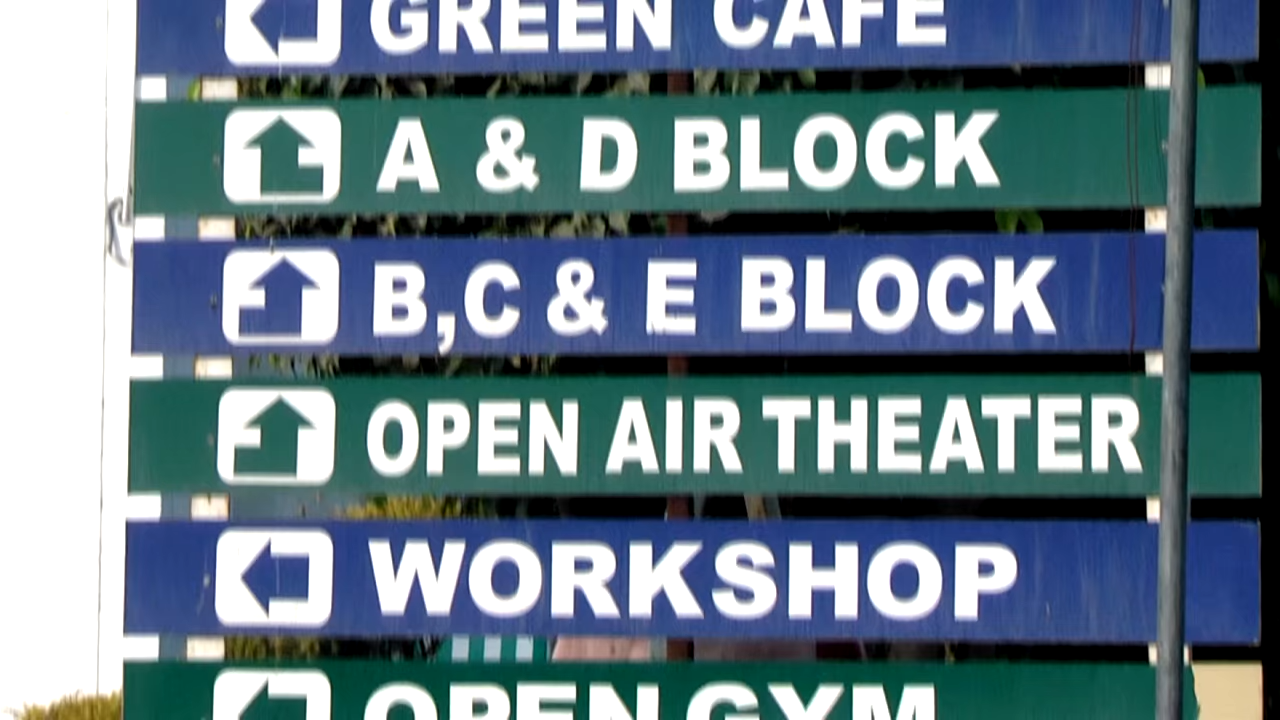 GREEN CAFE
A & D BLOCK
B,C & E BLOCK
OPEN AIR THEATER
WORKSHOP
OPEN GYM